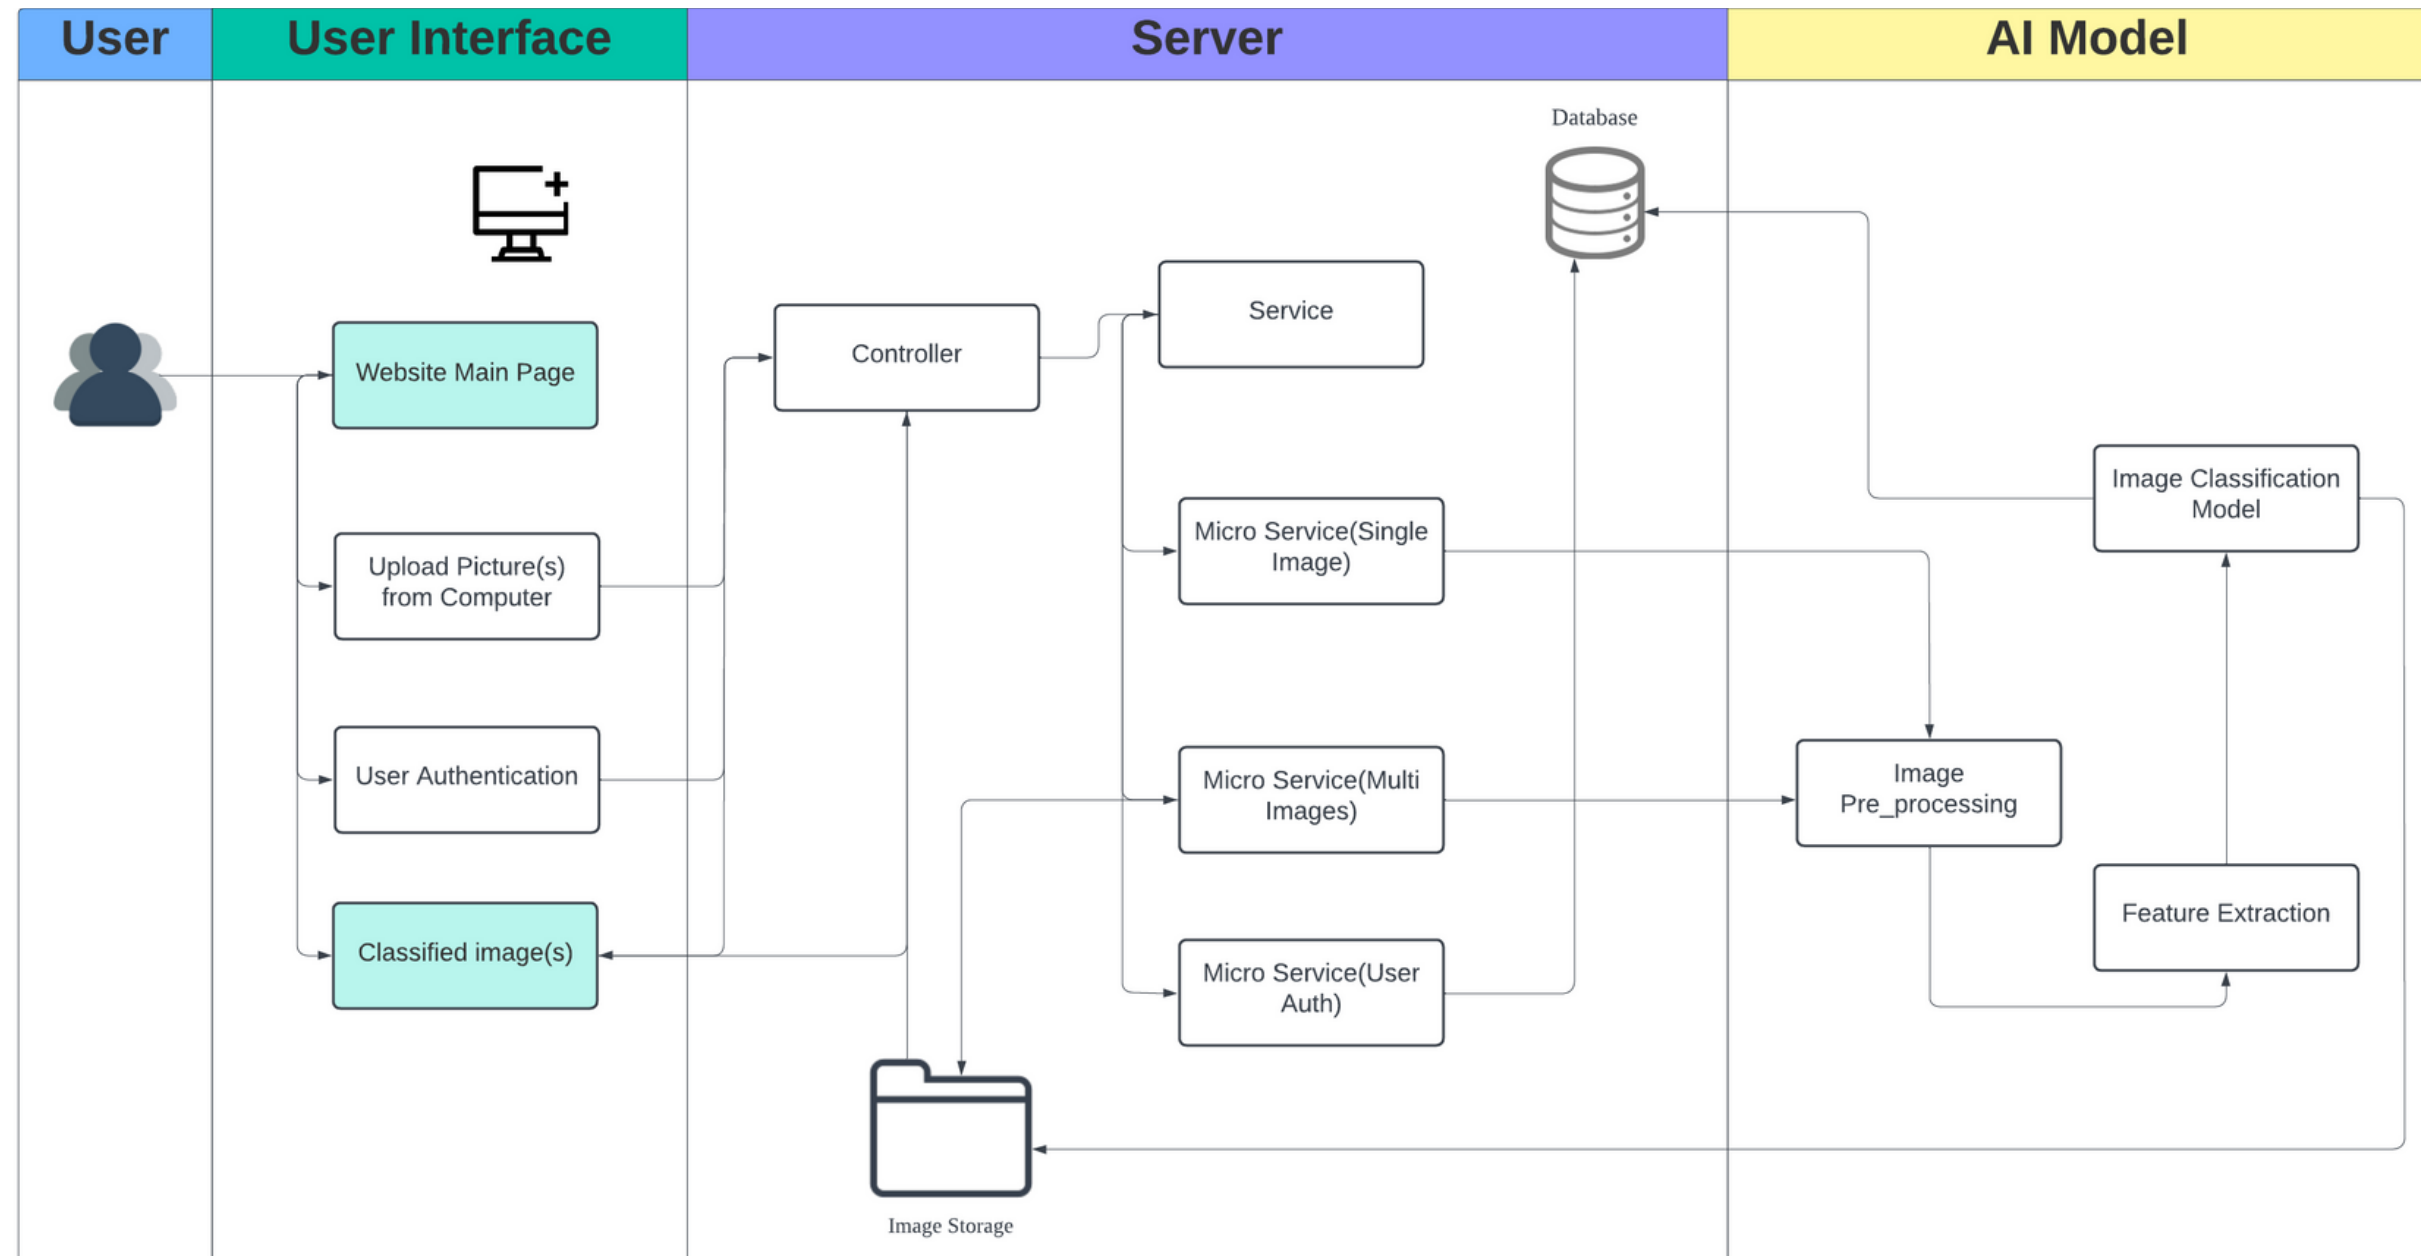 User
User Interface
Server
AI Model
Database
Website Main Page
Upload Picture(s)
from Computer
User Authentication
Classified image(s)
Controller
Service
Micro Service(Single
Image)
Micro Service(Multi
Images)
Micro Service(User
Auth)
Image Storage
Image Classification
Model
Image
Pre_processing
Feature Extraction